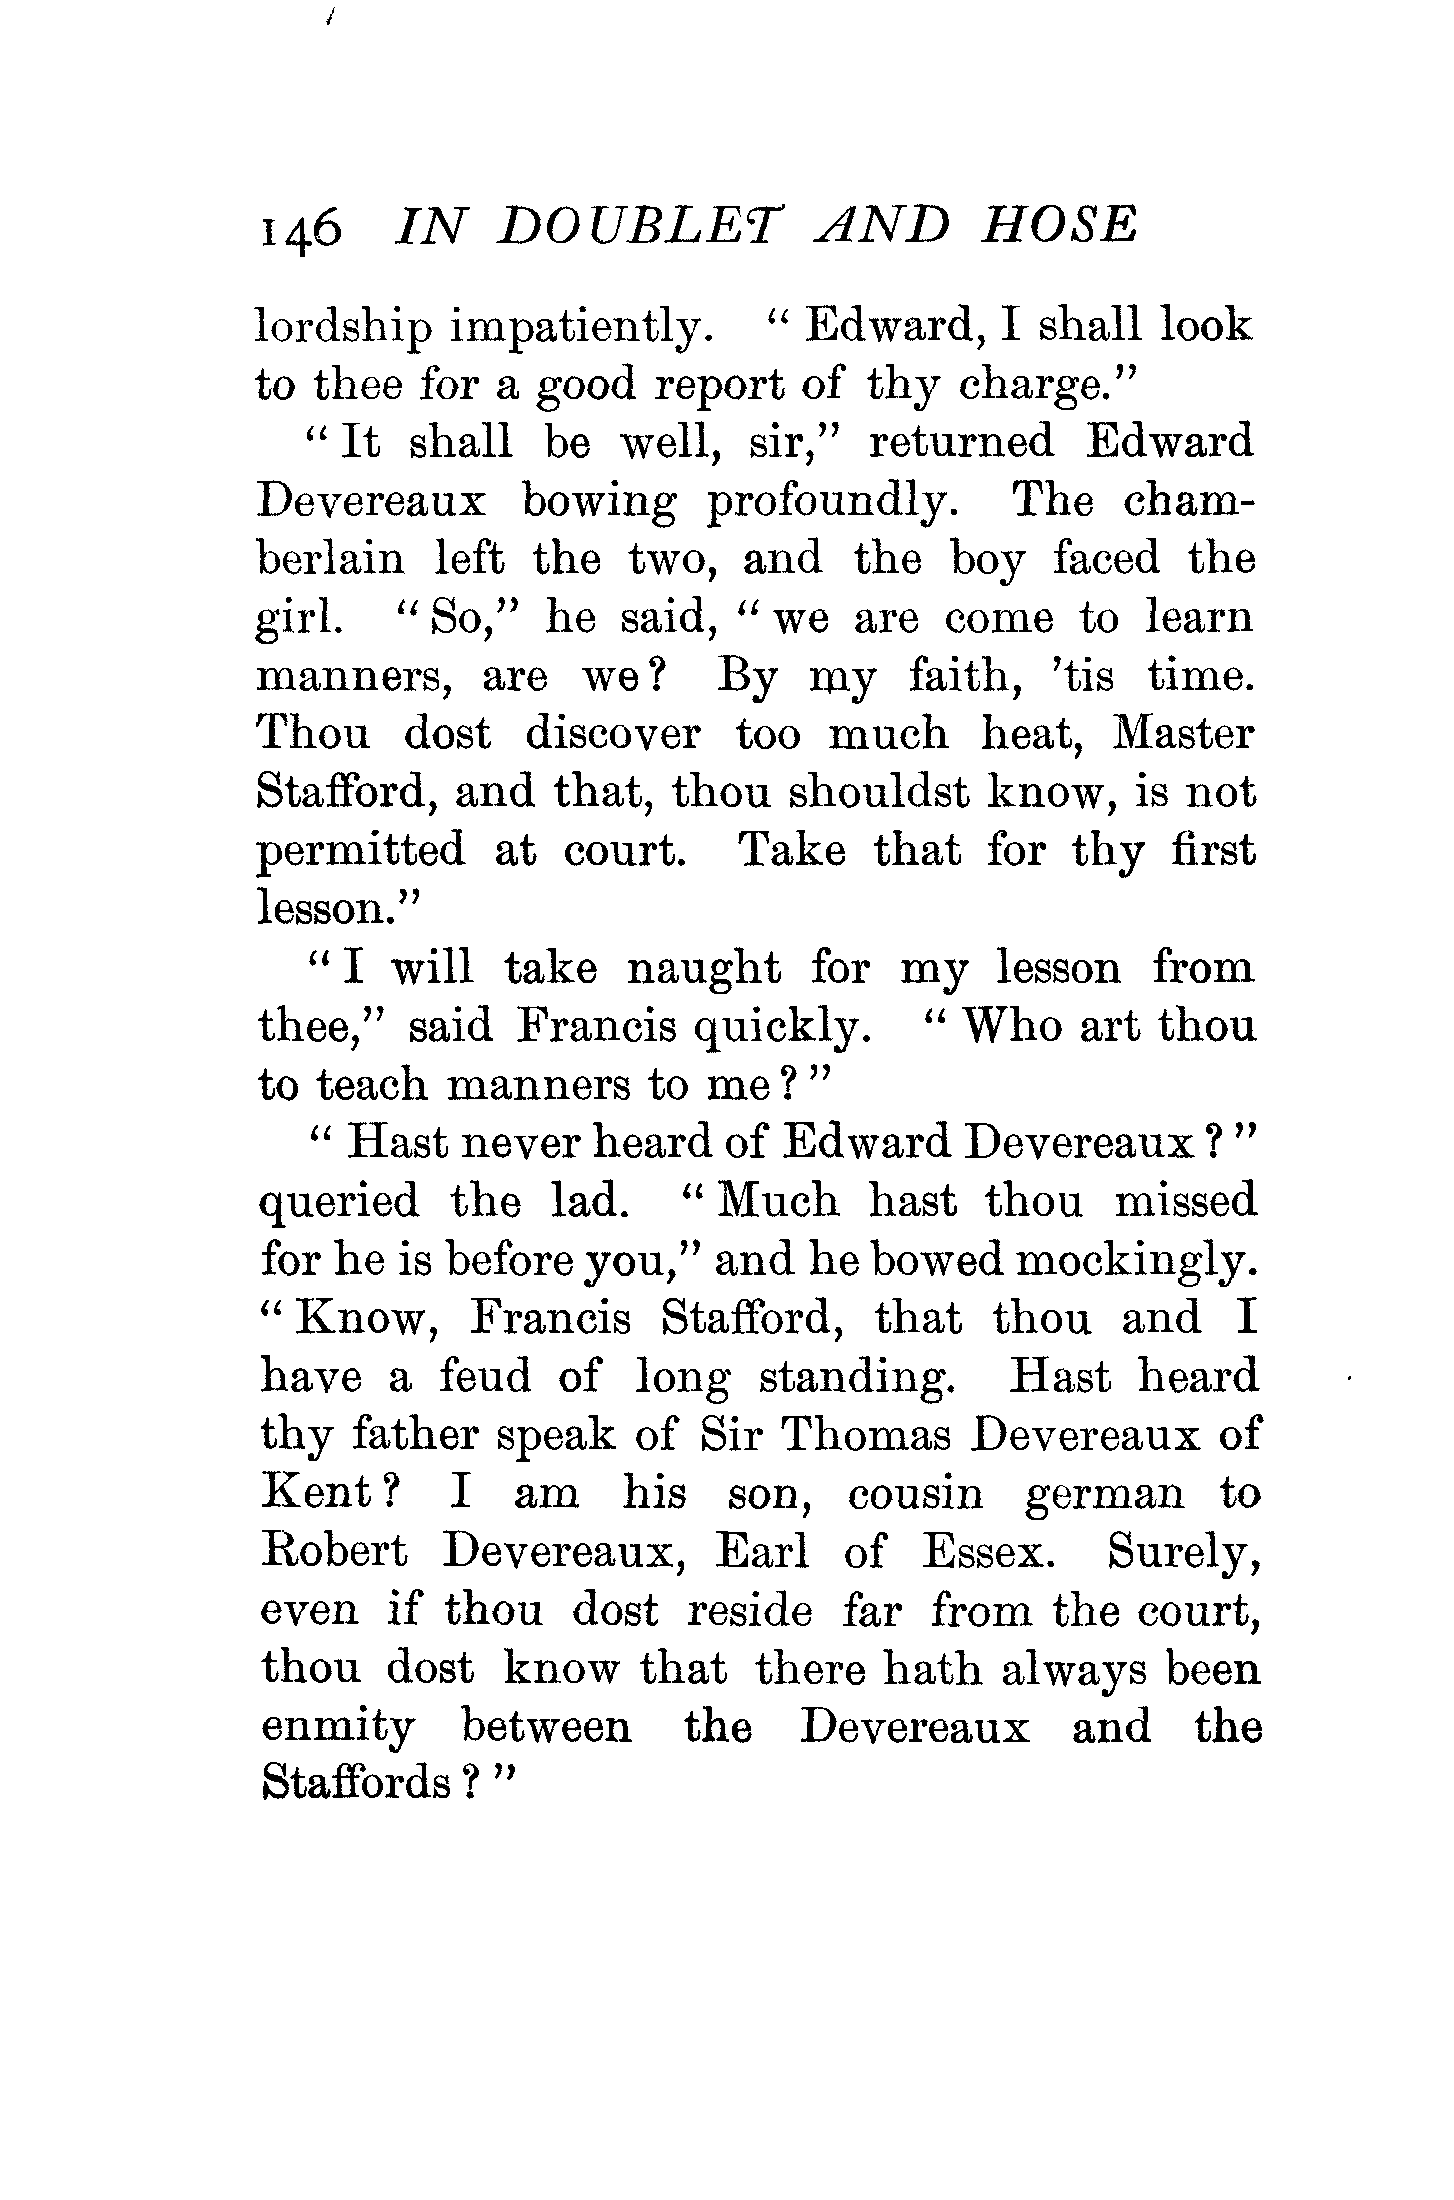 146 IN DOUBLET AND HOSE
lordship impatiently. “ Edward, I shall look
to thee for a good report of thy charge.”
“ It shall be well, sir,” returned Edward
Devereaux bowing profoundly. The cham-
berlain left the two, and the boy faced the
girl. “ So,” he said, “ we are come to learn
manners, are we? By my faith, ’tis time.
Thou dost discover too much heat, Master
Stafford, and that, thou shouldst know, is not
permitted at court. Take that for thy first
lesson.”
“ I will take naught for my lesson from
thee,” said Francis quickly. “ Who art thou
to teach manners to me ? ”
“ Hast never heard of Edward Devereaux ? ”
queried the lad. “ Much hast thou missed
for he is before you,” and he bowed mockingly.
“ Know, Francis Stafford, that thou and I
have a feud of long standing. Hast heard
thy father speak of Sir Thomas Devereaux of
Kent ? I am his son, cousin german to
Robert Devereaux, Earl of Essex. Surely,
even if thou dost reside far from the court,
thou dost know that there hath always been
enmity between the Devereaux and the
Staffords ? ”